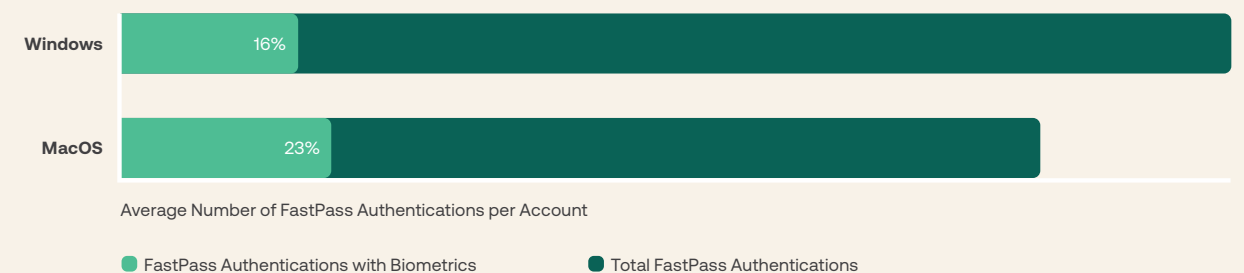 Windows
16%
MacOS
23%
Average Number of FastPass Authentications per Account
FastPass Authentications with Biometrics
Total FastPass Authentications